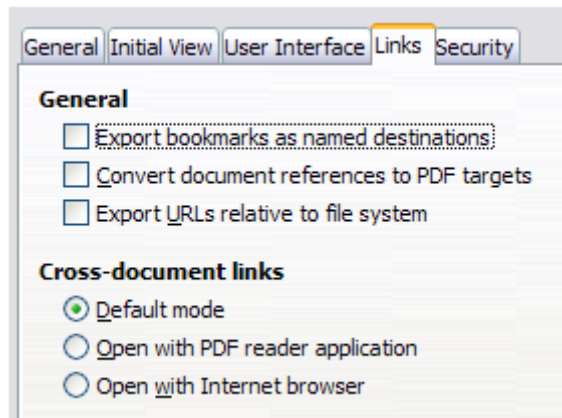 General Initial View User Interface Links Security
General
Export bookmarks as named destinations
Convert document references to PDF targets
Export URLs relative to file system
Cross-document links
Default mode
Open with PDF reader application
Open with Internet browser